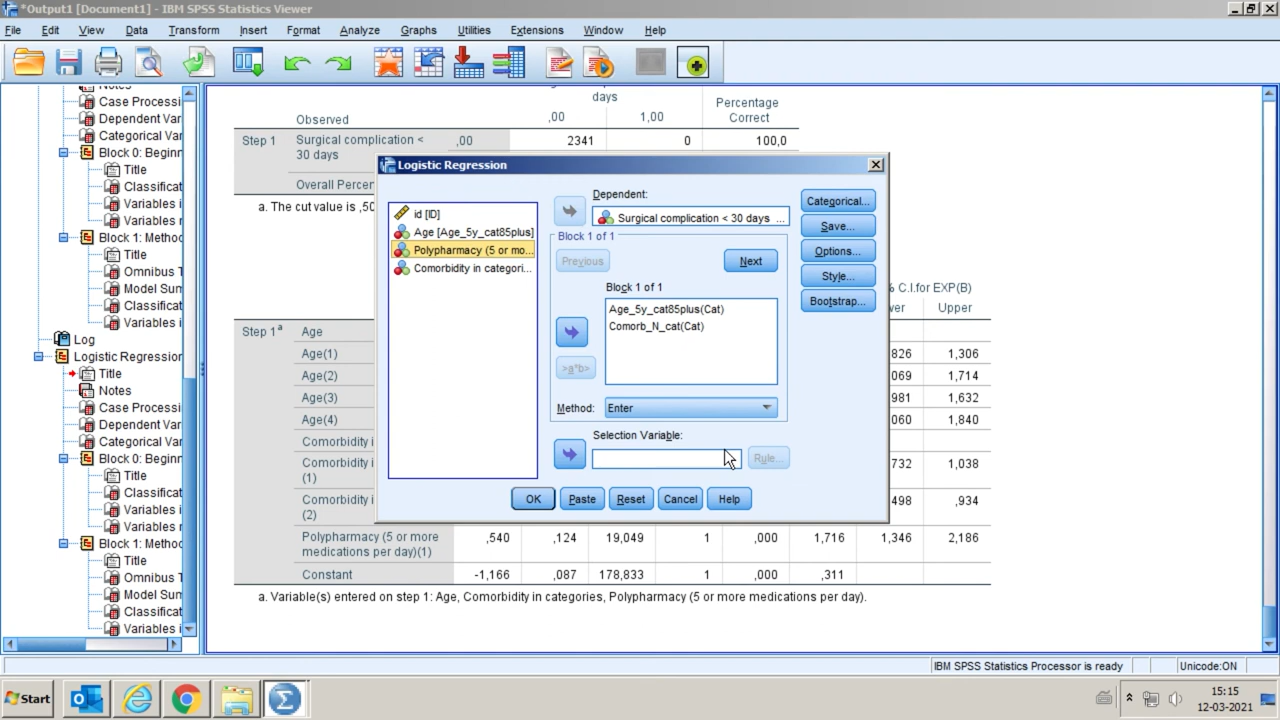 *Output1 [Document1] - IBM SPSS Statistics Viewer
File Edit View Data Transform Insert Format Analyze Graphs Utilities Extensions Window Help
Notes
Case Processi
Dependent Var
Categorical Var
Block 0: Beginn
Title
Classificat
Variables i
Variables r
Block 1: Methoc
Title
Omnibus T
Model Sum
Classificat
Variables i
Log
Logistic Regression
Title
Notes
Case Processi
Dependent Var
Categorical Var
Block 0: Beginn
Title
Classificat
Variables i
Variables r
Block 1: Methoc
Title
Omnibus T
Model Sum
Classificat
Variables i
days
Percentage
Correct
Observed ,00 1,00
Step 1 Surgical complication <
30 days ,00 2341 0 100,0
Overall Percen
a. The cut value is ,50
% C.I.for EXP(B)
wer Upper
Step 1a Age
Age(1) 826 1,306
Age(2) 069 1,714
Age(3) 981 1,632
Age(4) 060 1,840
Comorbidity i
Comorbidity i
(1) 732 1,038
Comorbidity i
(2) 498 ,934
Polypharmacy (5 or more
medications per day)(1) ,540 ,124 19,049 1 ,000 1,716 1,346 2,186
Constant -1,166 ,087 178,833 1 ,000 ,311
a. Variable(s) entered on step 1: Age, Comorbidity in categories, Polypharmacy (5 or more medications per day).
Logistic Regression
id [ID]
Age [Age_5y_cat85plus]
Polypharmacy (5 or mo...
Comorbidity in categori...
Dependent:
Surgical complication < 30 days ...
Block 1 of 1
Previous Next
Block 1 of 1
Age_5y_cat85plus(Cat)
Comorb_N_cat(Cat)
>a*b>
Method: Enter
Selection Variable:
Rule...
Categorical...
Save...
Options...
Style...
Bootstrap...
OK Paste Reset Cancel Help
IBM SPSS Statistics Processor is ready Unicode:ON
Start
15:15
12-03-2021